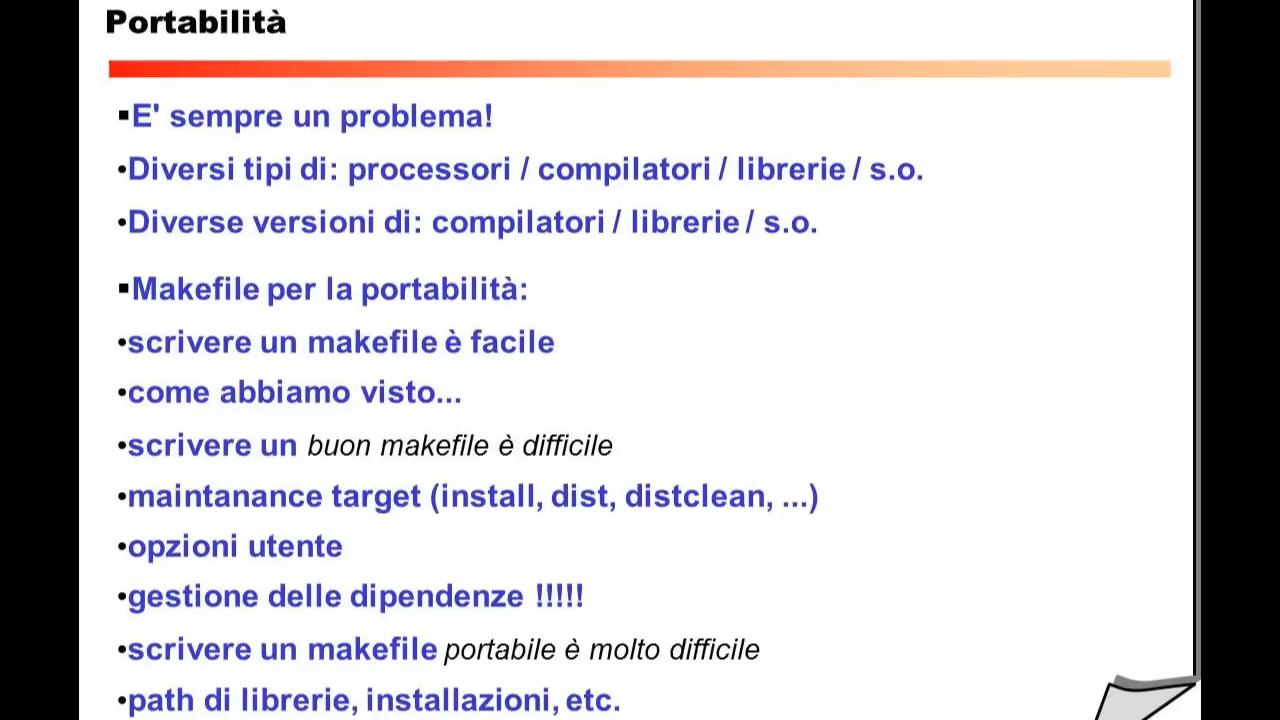 Portabilità
▪E' sempre un problema!
•Diversi tipi di: processori / compilatori / librerie / s.o.
•Diverse versioni di: compilatori / librerie / s.o.
▪Makefile per la portabilità:
•scrivere un makefile è facile
•come abbiamo visto...
•scrivere un buon makefile è difficile
•maintanance target (install, dist, distclean, ...)
•opzioni utente
•gestione delle dipendenze !!!!!
•scrivere un makefile portabile è molto difficile
•path di librerie, installazioni, etc.